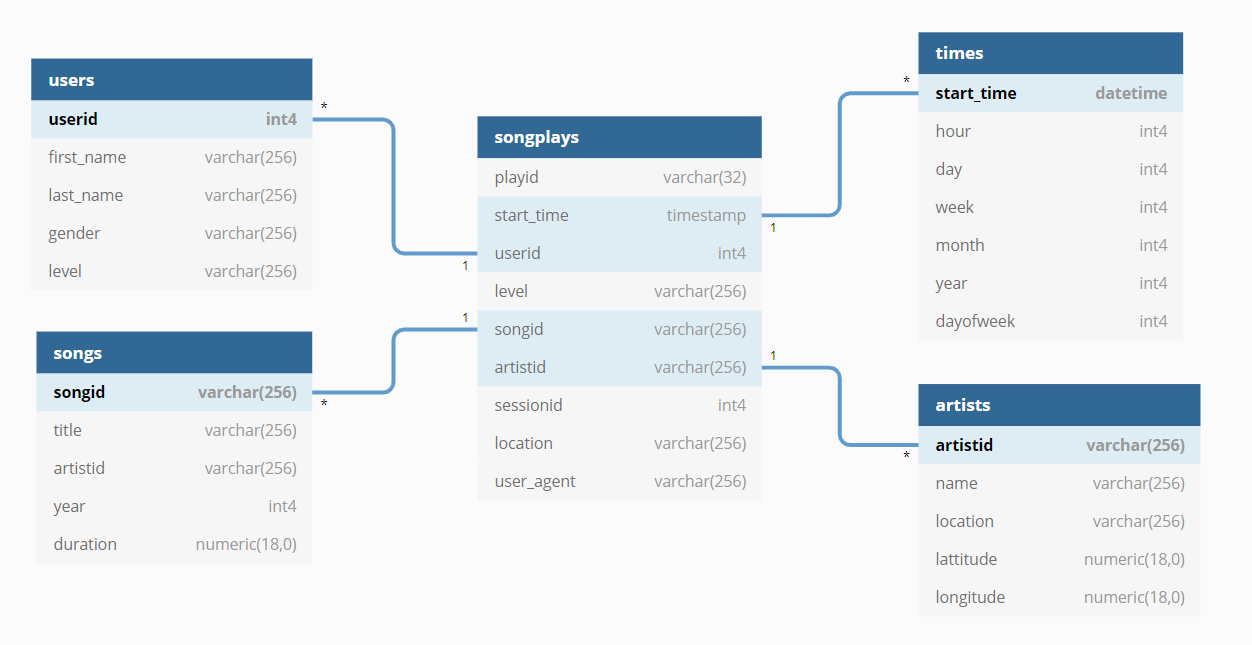 users
userid int4
first_name varchar(256)
last_name varchar(256)
gender varchar(256)
level varchar(256)
*
1
songs
songid varchar(256)
title varchar(256)
artistid varchar(256)
year int4
duration numeric(18,0)
*
1
songplays
playid varchar(32)
start_time timestamp
userid int4
level varchar(256)
songid varchar(256)
artistid varchar(256)
sessionid int4
location varchar(256)
user_agent varchar(256)
*
1
times
start_time datetime
hour int4
day int4
week int4
month int4
year int4
dayofweek int4
1
*
artists
artistid varchar(256)
name varchar(256)
location varchar(256)
lattitude numeric(18,0)
longitude numeric(18,0)